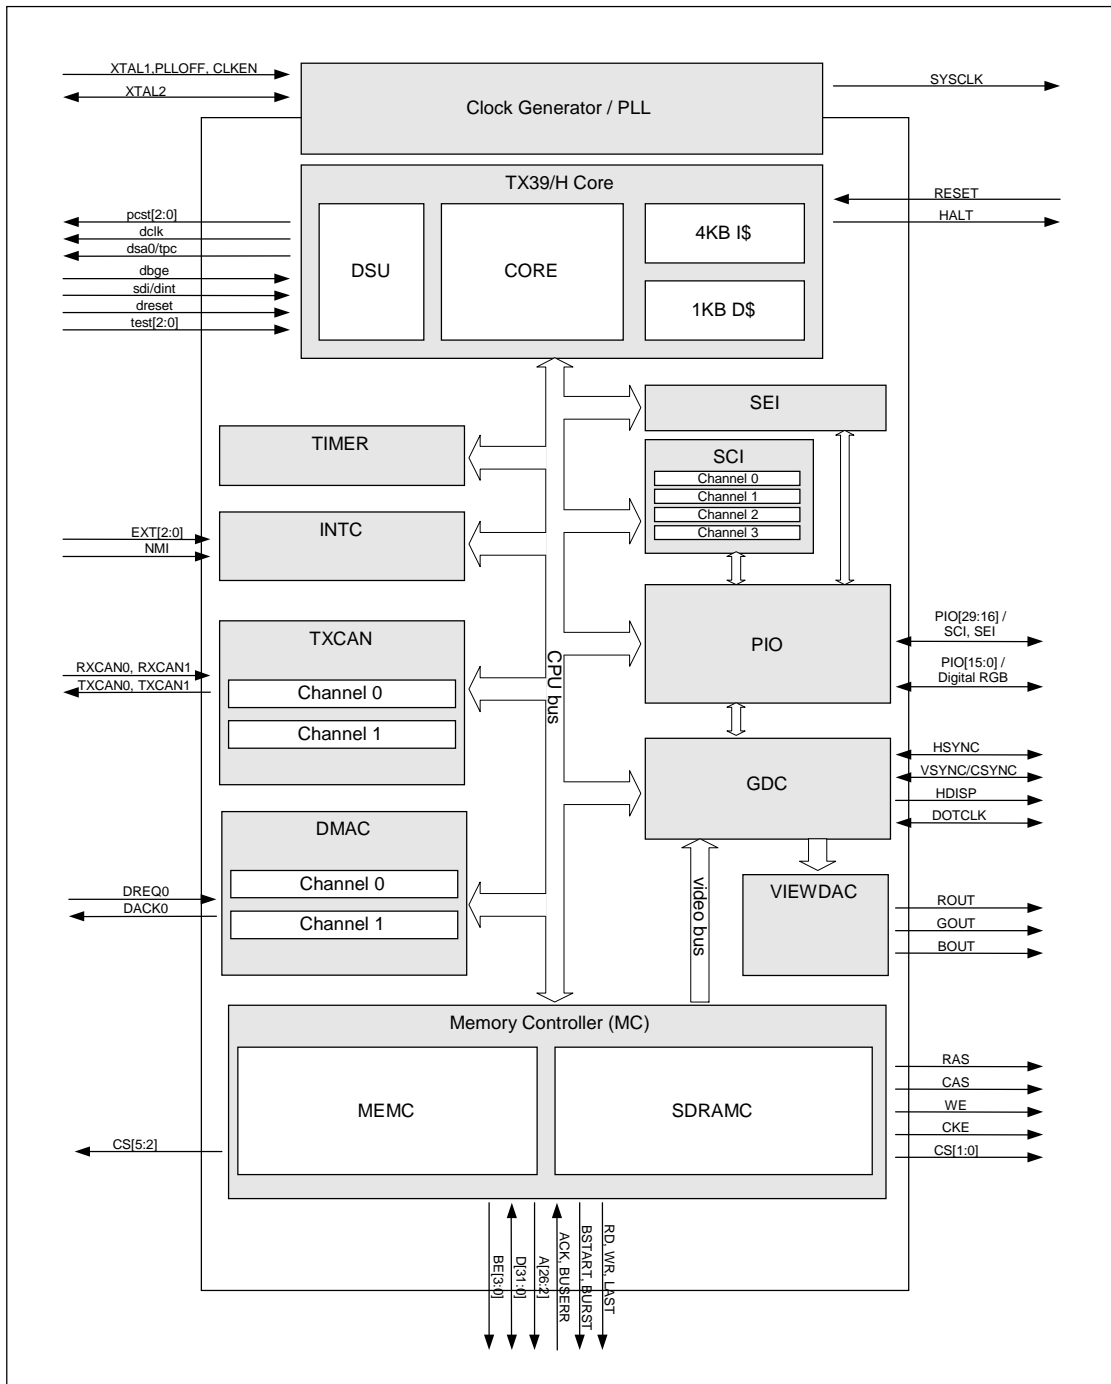 XTAL1,PLLOFF, CLKEN
XTAL2
Clock Generator / PLL
SYSCLK
TX39/H Core
RESET
HALT
pcst[2:0]
dclk
dsa0/tpc
dbge
sdi/dint
dreset
test[2:0]
DSU
CORE
4KB I$
1KB D$
SEI
TIMER
SCI
Channel 0
Channel 1
Channel 2
Channel 3
INTC
EXT[2:0]
NMI
TXCAN
Channel 0
Channel 1
RXCAN0, RXCAN1
TXCAN0, TXCAN1
CPU bus
PIO
PIO[29:16] /
SCI, SEI
PIO[15:0] /
Digital RGB
GDC
HSYNC
VSYNC/CSYNC
HDISP
DOTCLK
DMAC
Channel 0
Channel 1
DREQ0
DACK0
video bus
VIEWDAC
ROUT
GOUT
BOUT
Memory Controller (MC)
MEMC
SDRAMC
RAS
CAS
WE
CKE
CS[1:0]
CS[5:2]
BE[3:0]
D[31:0]
A[26:2]
ACK, BUSERR
BSTART, BURST
RD, WR, LAST